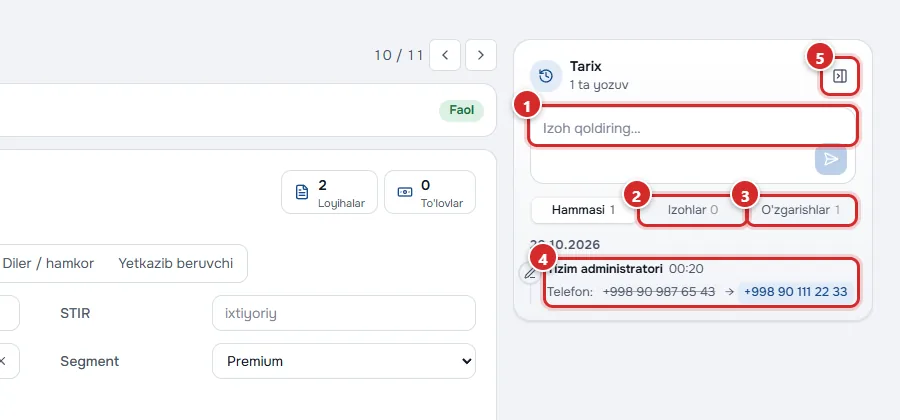 10 / 11
Faol
2
Loyihalar
0
To'lovlar
Diler / hamkor
Yetkazib beruvchi
STIR
ixtiyoriy
Segment
Premium
Tarix
1 ta yozuv
5
1
Izoh qoldiring...
2
3
Hammasi 1
Izohlar 0
O'zgarishlar 1
.10.2026
4
Tizim administratori 00:20
Telefon: +998 90 987 65 43 → +998 90 111 22 33